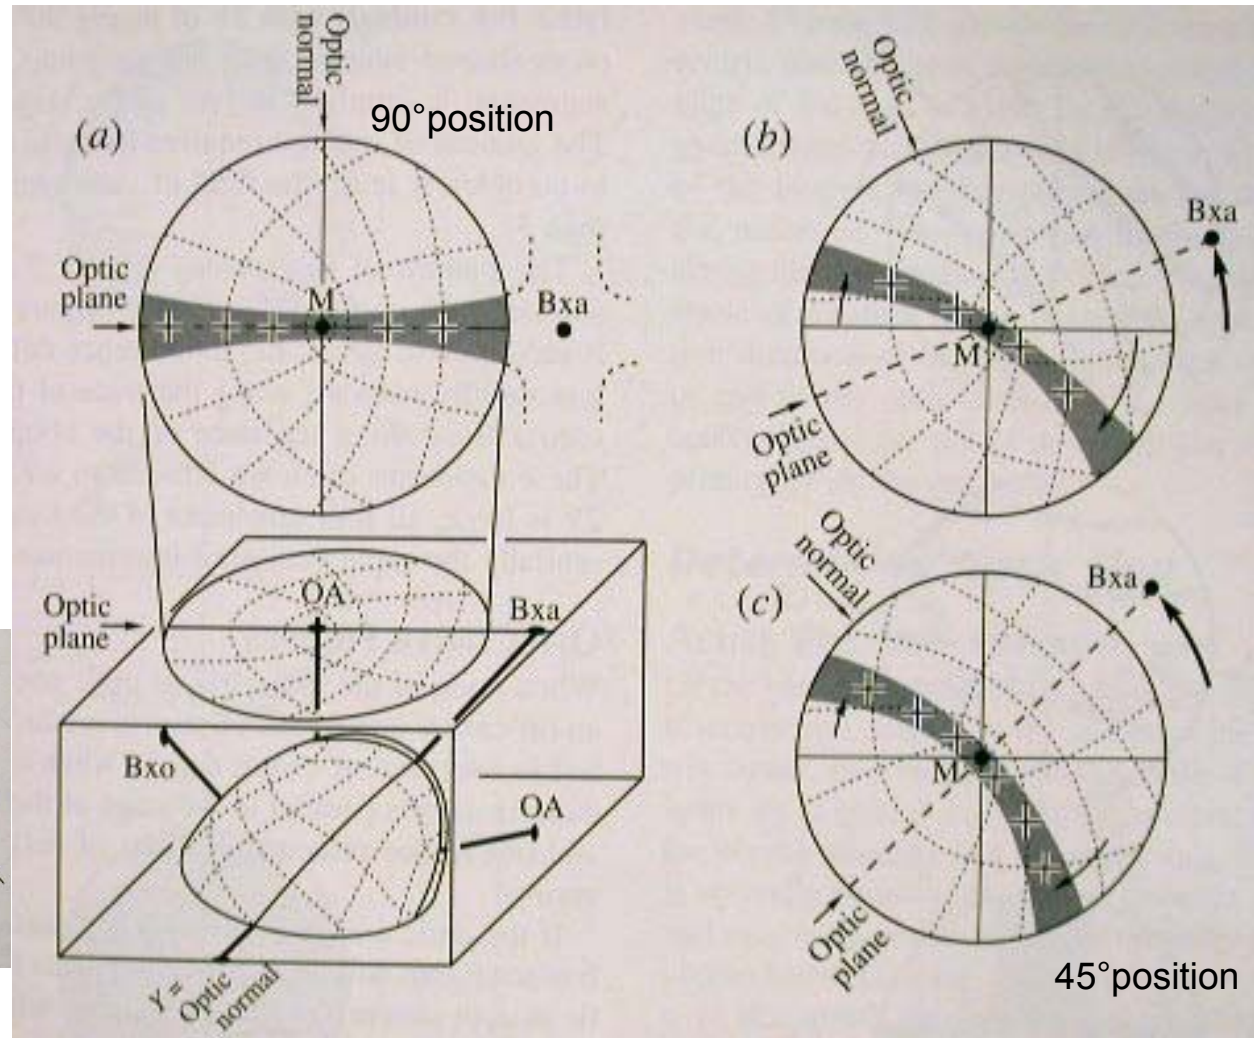 Optic
normal
90°position
(a)
Optic
plane
M
Bxa
Optic
normal
(b)
Bxa
M
Optic
plane
Optic
plane
OA
Bxa
Bxo
OA
Y =
Optic
normal
Optic
normal
(c)
Bxa
M
Optic
plane
45°position